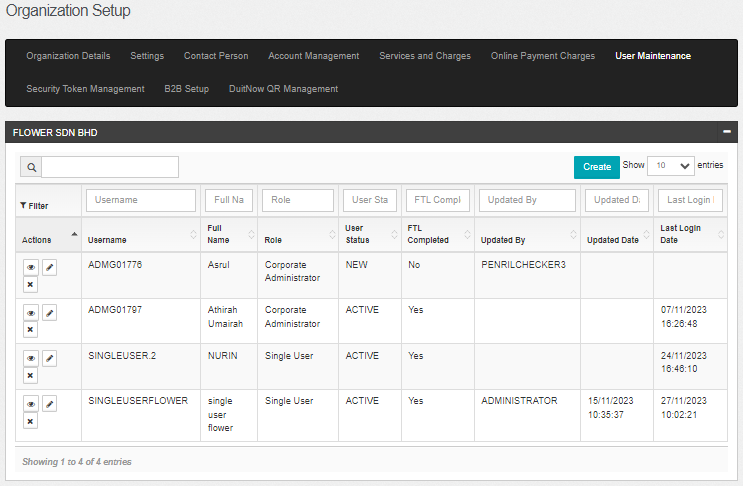 Organization Setup
Organization Details Settings Contact Person Account Management Services and Charges Online Payment Charges User Maintenance
Security Token Management B2B Setup DuitNow QR Management
FLOWER SDN BHD
Create Show 10 entries
Filter Username Full Na Role User Sta FTL Compl Updated By Updated Da Last Login
Actions Username Full Name Role User Status FTL Completed Updated By Updated Date Last Login Date
ADMG01776 Asrul Corporate NEW No PENRILCHECKER3
Administrator
ADMG01797 Athirah Corporate ACTIVE Yes 07/11/2023
Umairah Administrator 16:26:48
SINGLEUSER.2 NURIN Single User ACTIVE Yes 24/11/2023
16:46:10
SINGLEUSERFLOWER single Single User ACTIVE Yes ADMINISTRATOR 15/11/2023 27/11/2023
user 10:35:37 10:02:21
flower
Showing 1 to 4 of 4 entries